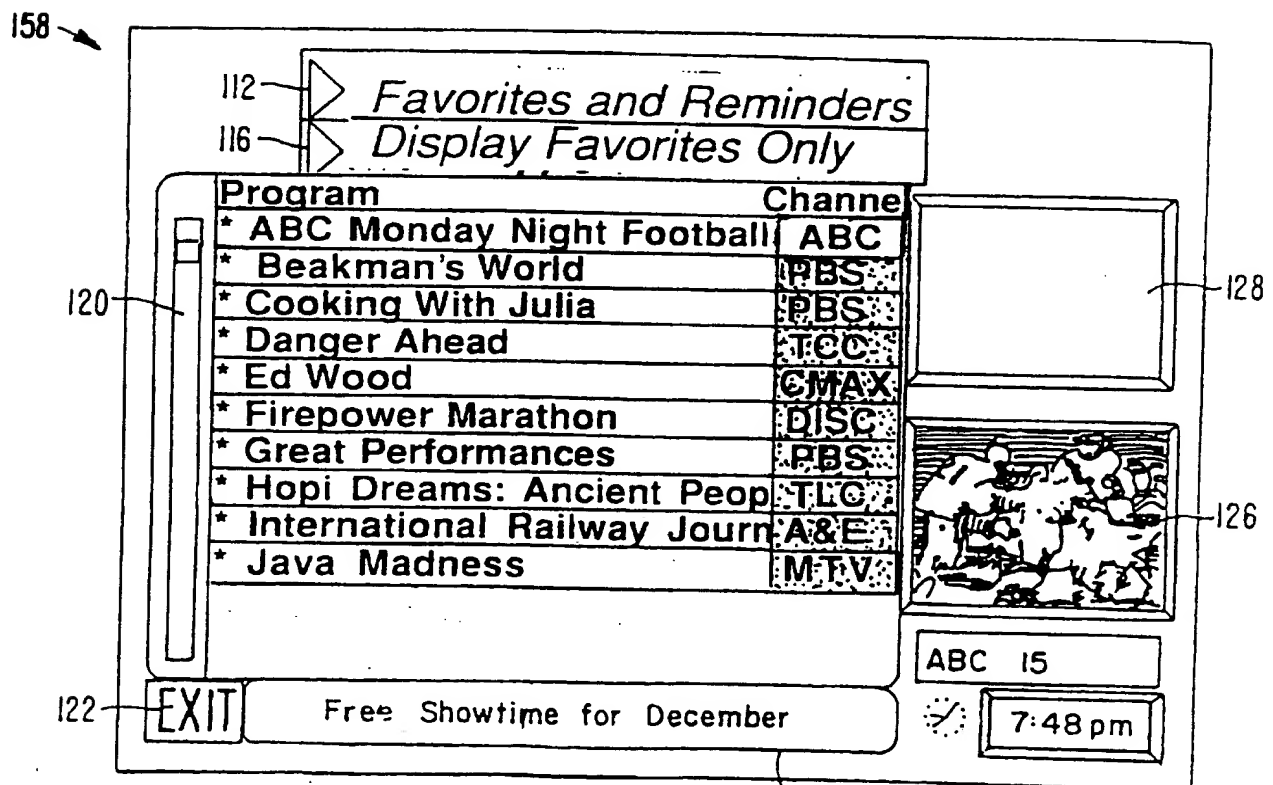 158
112 Favorites and Reminders
116 Display Favorites Only
Program Channel
* ABC Monday Night Football ABC
* Beakman's World PBS
* Cooking With Julia PBS
* Danger Ahead TCC
* Ed Wood CMAX
* Firepower Marathon DISC
* Great Performances PBS
* Hopi Dreams: Ancient Peop TLC
* International Railway Journ A&E
* Java Madness MTV
120
128
126
ABC 15
122 EXIT Free Showtime for December
7:48 pm